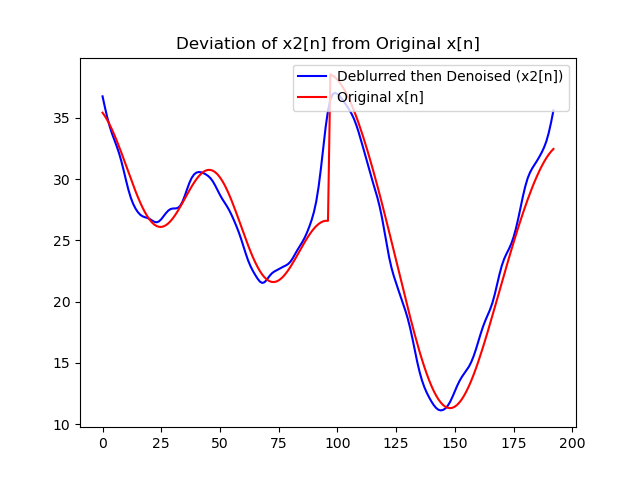 Deviation of x2[n] from Original x[n]
Deblurred then Denoised (x2[n])
Original x[n]
35
30
25
20
15
10
0 25 50 75 100 125 150 175 200